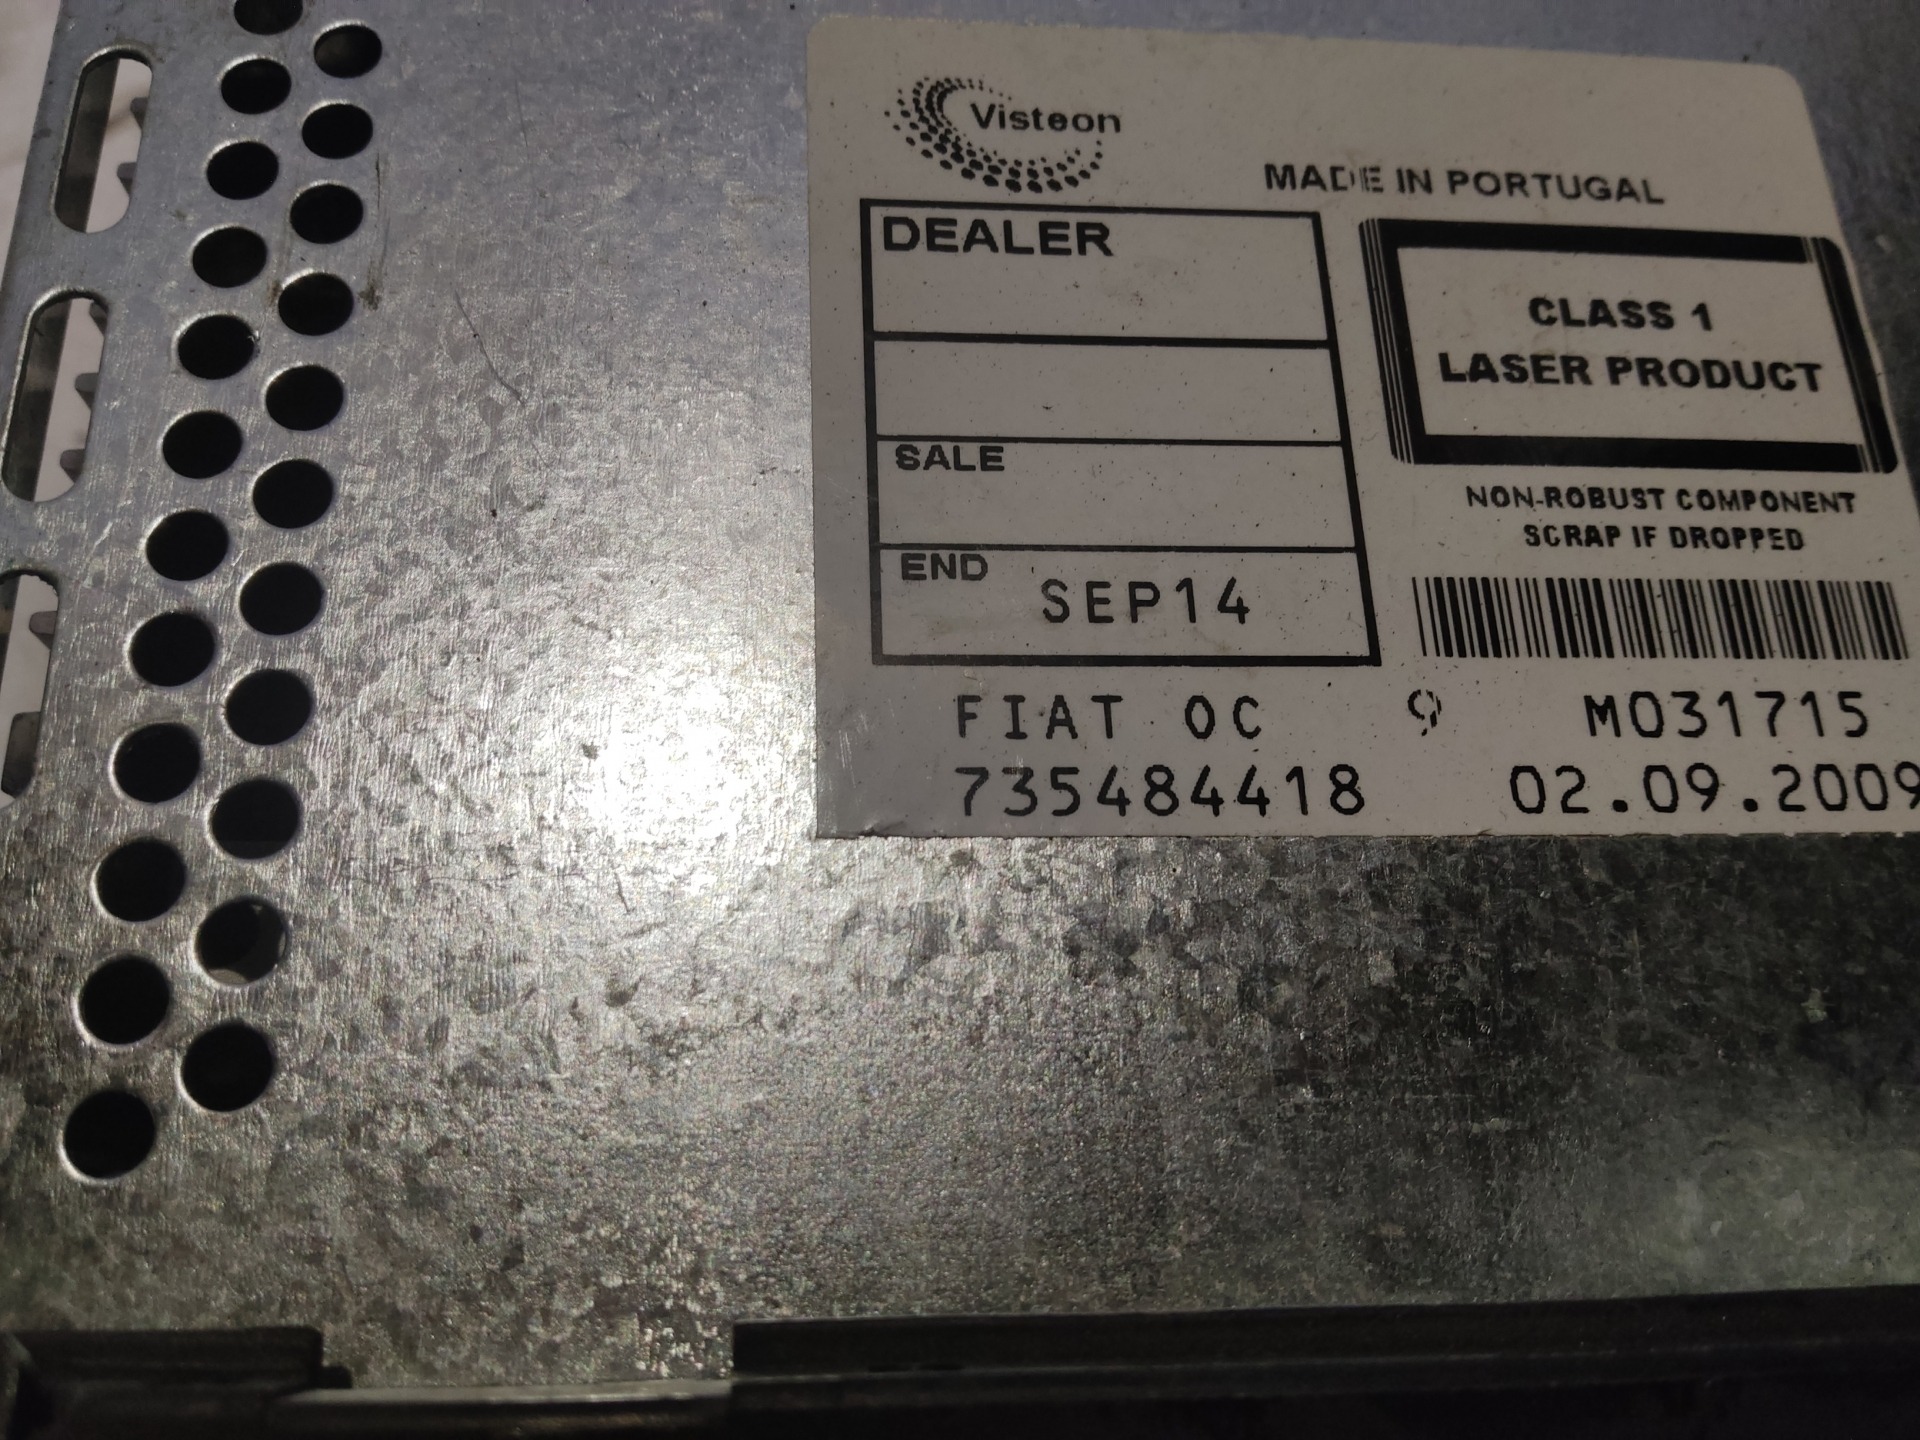 Visteon
MADE IN PORTUGAL
DEALER
CLASS 1
LASER PRODUCT
SALE
NON-ROBUST COMPONENT
SCRAP IF DROPPED
END SEP14
FIAT OC 9 M031715
735484418 02.09.2009